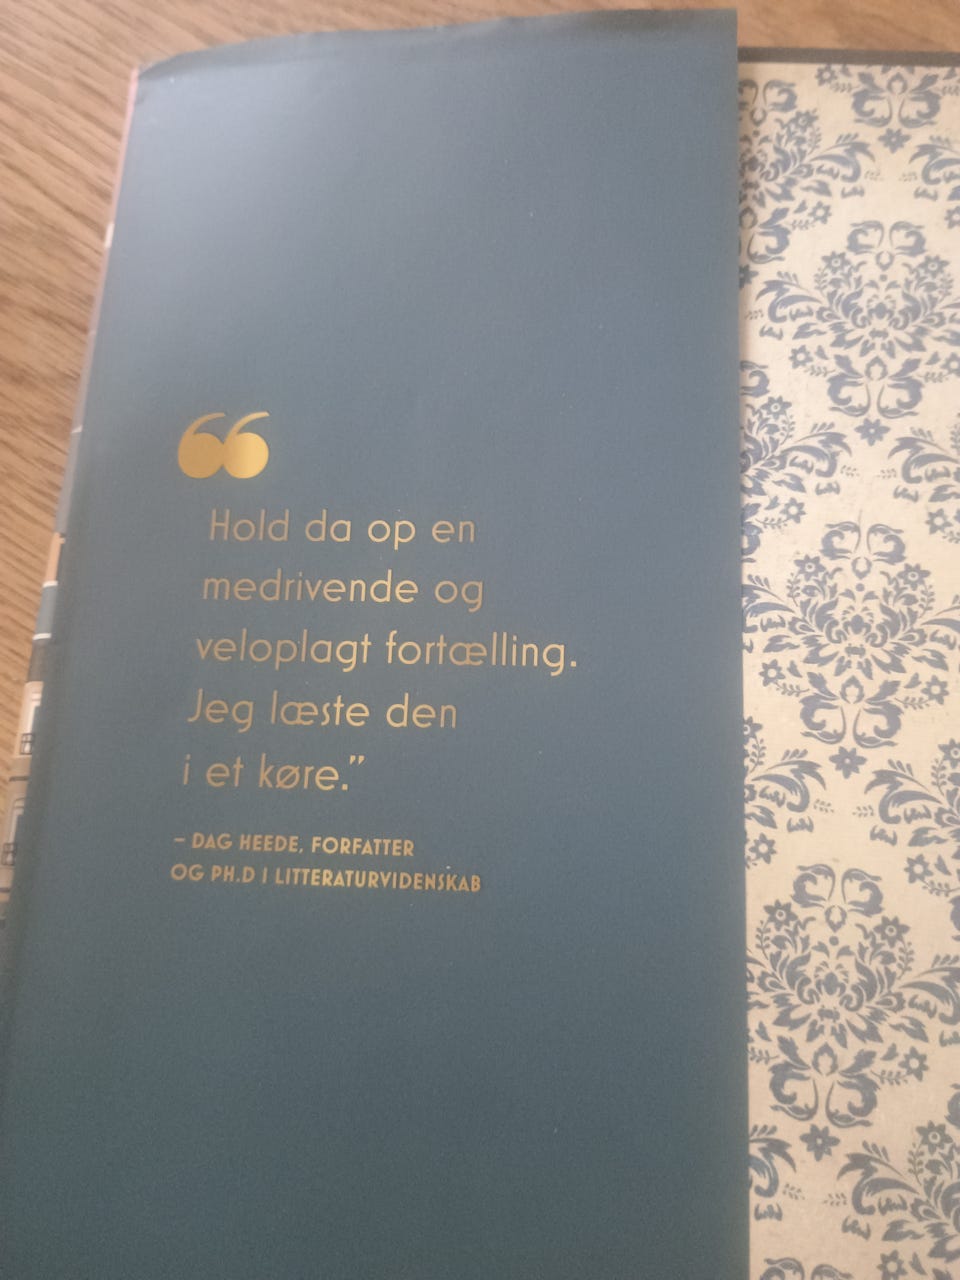 “
Hold da op en
medrivende og
veloplagt fortælling.
Jeg læste den
i et køre.”
– DAG HEEDE, FORFATTER
OG PH.D I LITTERATURVIDENSKAB